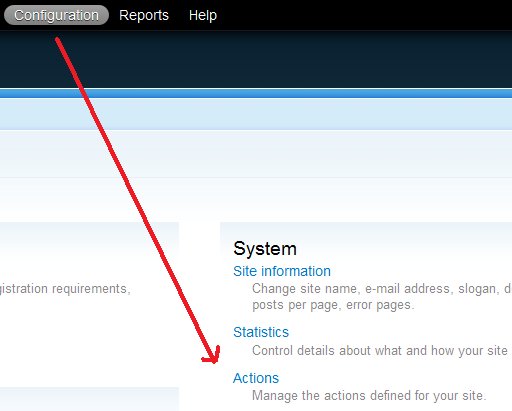 Configuration Reports Help
System
Site information
Change site name, e-mail address, slogan, d
gistration requirements,
posts per page, error pages.
Statistics
Control details about what and how your site
Actions
Manage the actions defined for your site.